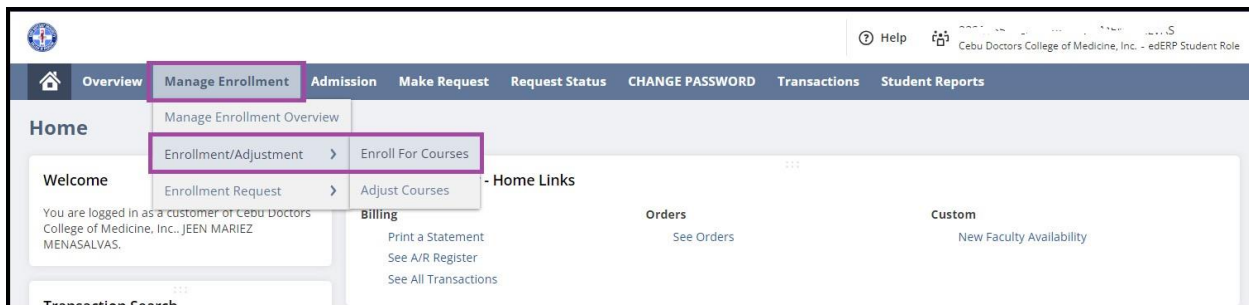 Help
Cebu Doctors College of Medicine, Inc. - edERP Student Role
Overview Manage Enrollment Admission Make Request Request Status CHANGE PASSWORD Transactions Student Reports
Home
Manage Enrollment Overview
Enrollment/Adjustment > Enroll For Courses
Enrollment Request > Adjust Courses
Welcome
You are logged in as a customer of Cebu Doctors
College of Medicine, Inc.. JEEN MARIEZ
MENASALVAS.
- Home Links
Billing Orders Custom
Print a Statement See Orders New Faculty Availability
See A/R Register
See All Transactions
Transaction Search